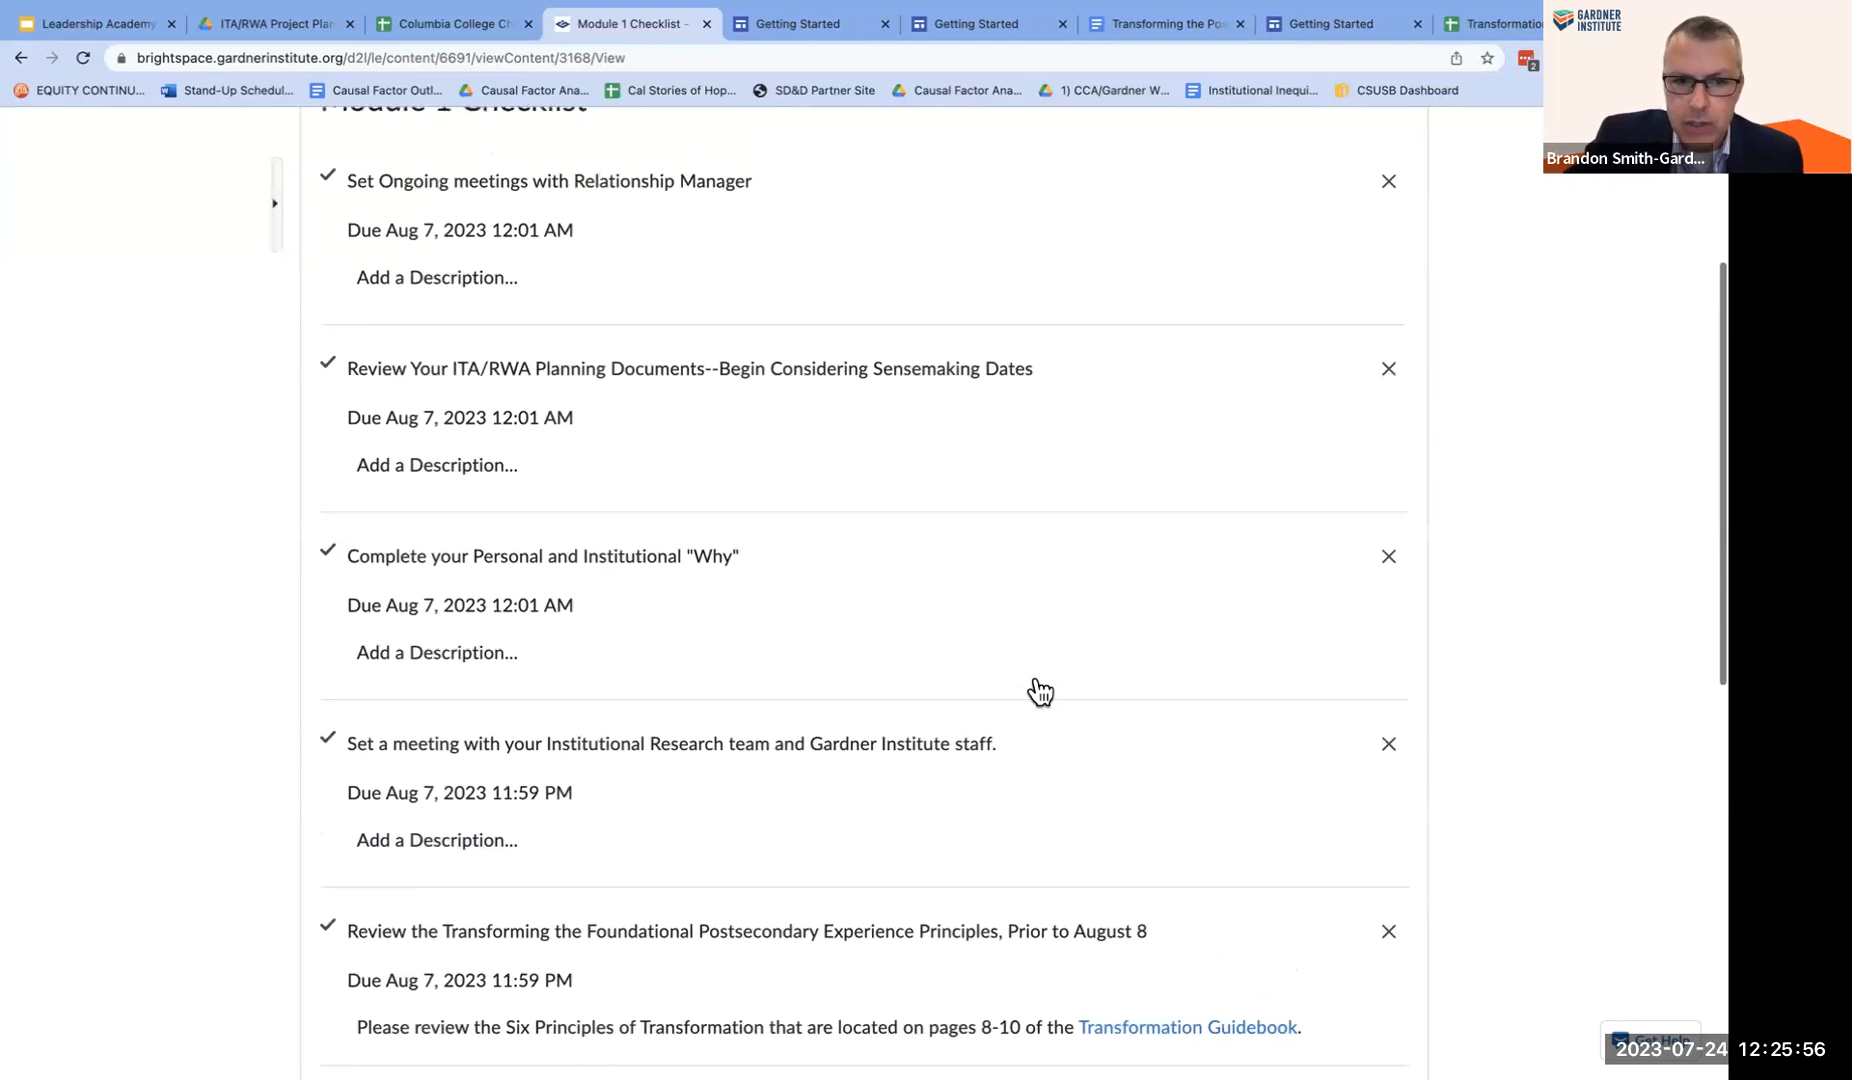 Leadership Academy
ITA/RWA Project Plan
Columbia College Ch
Module 1 Checklist -
Getting Started
Getting Started
Transforming the Pos
Getting Started
Transformation
GARDNER
INSTITUTE
brightspace.gardnerinstitute.org/d2l/le/content/6691/viewContent/3168/View
2
EQUITY CONTINU...
Stand-Up Schedul...
Causal Factor Outl...
Causal Factor Ana...
Cal Stories of Hop...
SD&D Partner Site
Causal Factor Ana...
1) CCA/Gardner W...
Institutional Inequi...
CSUSB Dashboard
Brandon Smith-Gard...
Module 1 Checklist
Set Ongoing meetings with Relationship Manager
Due Aug 7, 2023 12:01 AM
Add a Description...
Review Your ITA/RWA Planning Documents--Begin Considering Sensemaking Dates
Due Aug 7, 2023 12:01 AM
Add a Description...
Complete your Personal and Institutional "Why"
Due Aug 7, 2023 12:01 AM
Add a Description...
Set a meeting with your Institutional Research team and Gardner Institute staff.
Due Aug 7, 2023 11:59 PM
Add a Description...
Review the Transforming the Foundational Postsecondary Experience Principles, Prior to August 8
Due Aug 7, 2023 11:59 PM
Please review the Six Principles of Transformation that are located on pages 8-10 of the Transformation Guidebook.
Get Help
2023-07-24 12:25:56